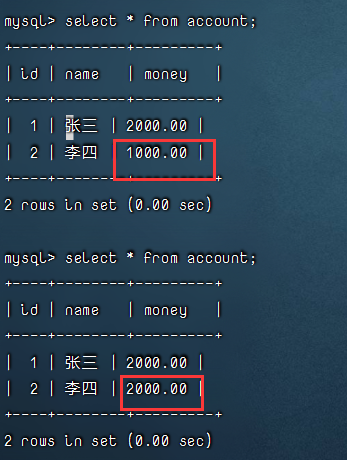 mysql> select * from account;
+----+--------+---------+
| id | name   | money   |
+----+--------+---------+
|  1 | 张三 | 2000.00 |
|  2 | 李四 | 1000.00 |
+----+--------+---------+
2 rows in set (0.00 sec)
mysql> select * from account;
+----+--------+---------+
| id | name   | money   |
+----+--------+---------+
|  1 | 张三 | 2000.00 |
|  2 | 李四 | 2000.00 |
+----+--------+---------+
2 rows in set (0.00 sec)